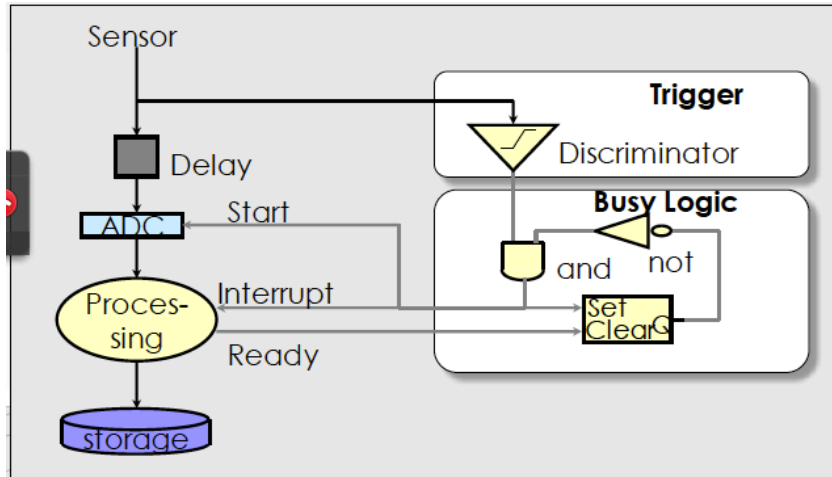 Sensor
Trigger
Delay
Discriminator
Start
Busy Logic
ADC
and
not
Interrupt
Proces-
sing
Set
Clear
Q
Ready
storage